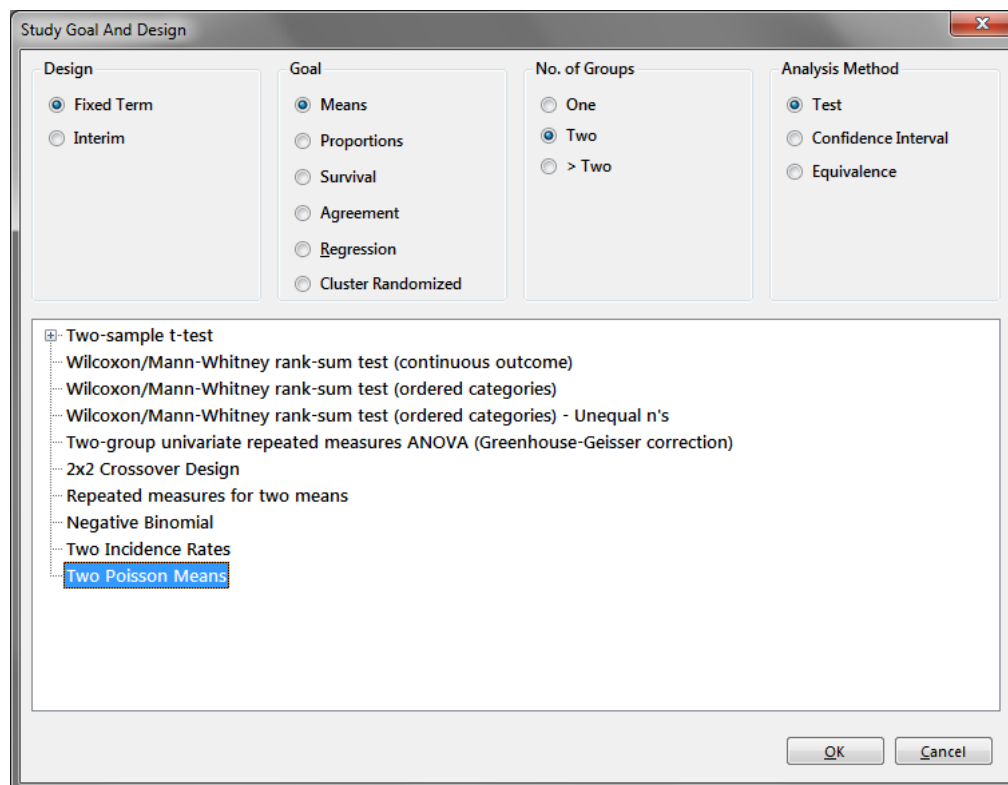 Study Goal And Design
Design
Fixed Term
Interim
Goal
Means
Proportions
Survival
Agreement
Regression
Cluster Randomized
No. of Groups
One
Two
> Two
Analysis Method
Test
Confidence Interval
Equivalence
Two-sample t-test
Wilcoxon/Mann-Whitney rank-sum test (continuous outcome)
Wilcoxon/Mann-Whitney rank-sum test (ordered categories)
Wilcoxon/Mann-Whitney rank-sum test (ordered categories) - Unequal n's
Two-group univariate repeated measures ANOVA (Greenhouse-Geisser correction)
2x2 Crossover Design
Repeated measures for two means
Negative Binomial
Two Incidence Rates
Two Poisson Means
OK
Cancel